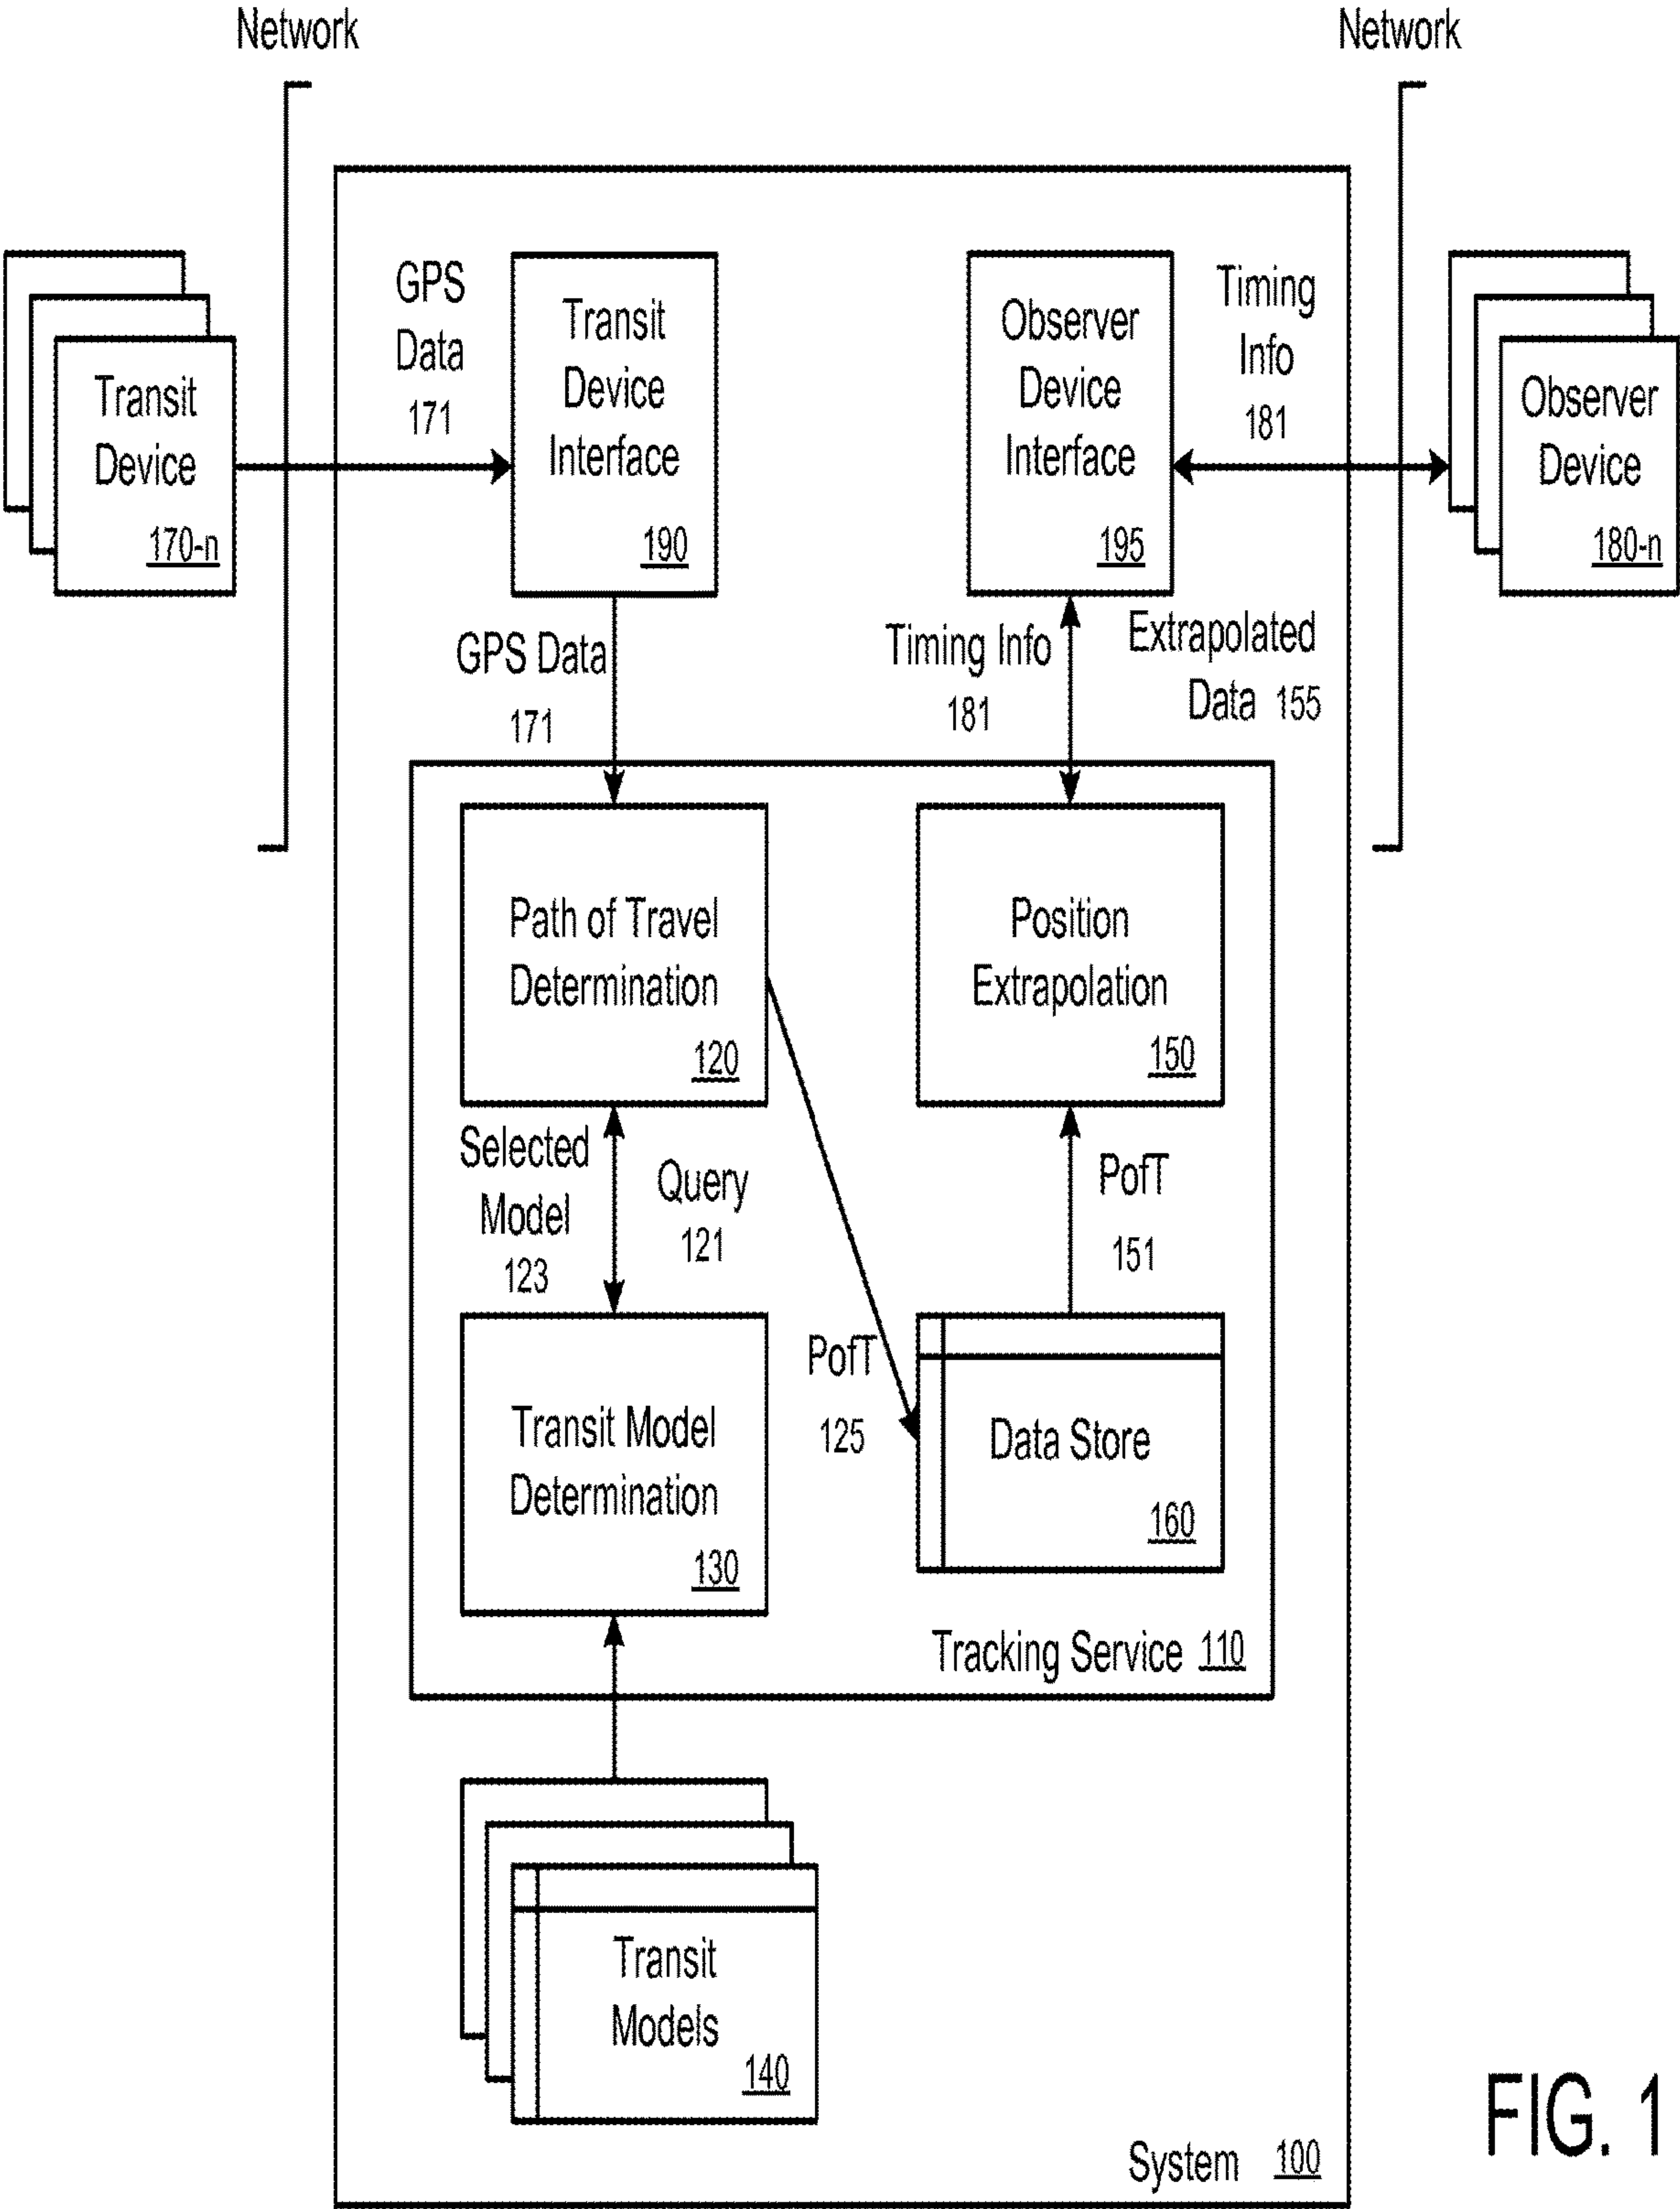 Network
Network
GPS
Data
171
Transit
Device
Interface
190
Observer
Device
Interface
195
Timing
Info
181
Transit
Device
170-n
Observer
Device
180-n
GPS Data
171
Timing Info
181
Extrapolated
Data 155
Path of Travel
Determination
120
Position
Extrapolation
150
Selected
Model
123
Query
121
PofT
151
PofT
125
Transit Model
Determination
130
Data Store
160
Tracking Service 110
Transit
Models
140
System 100
FIG. 1